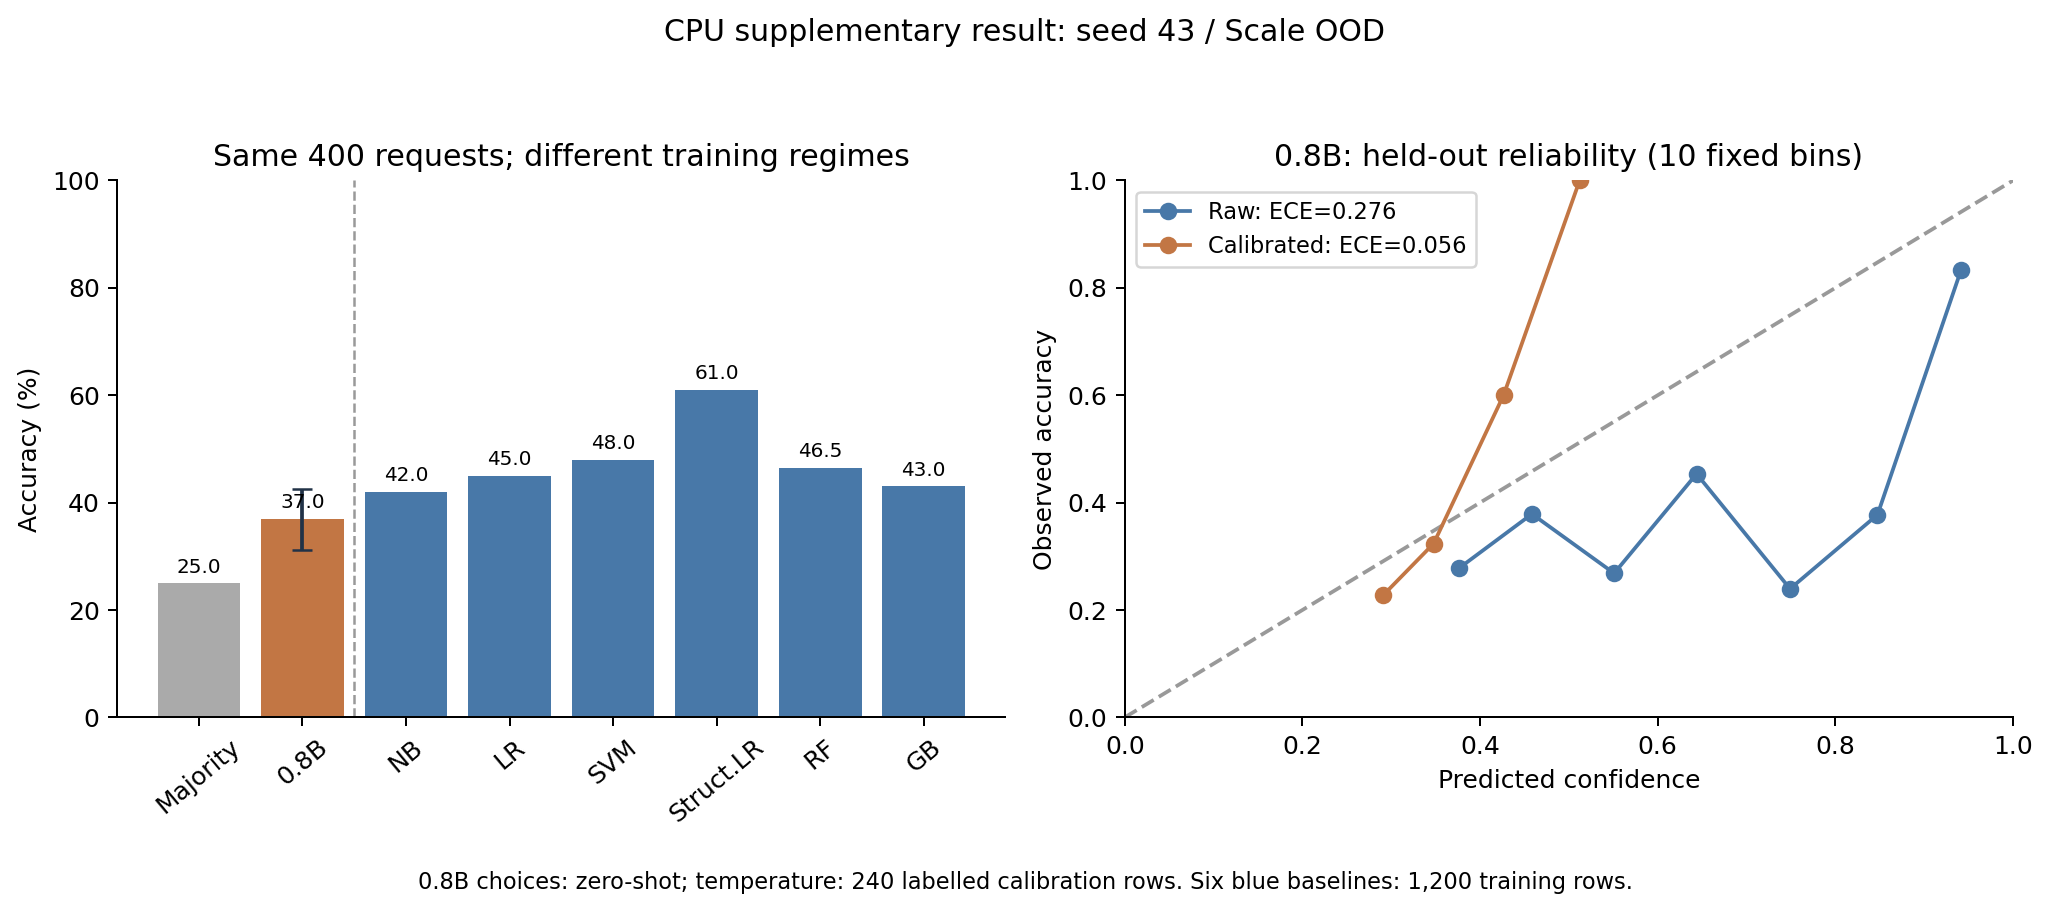 CPU supplementary result: seed 43 / Scale OOD
Same 400 requests; different training regimes
Accuracy (%)
100
80
60
40
20
0
25.0
37.0
42.0
45.0
48.0
61.0
46.5
43.0
Majority
0.8B
NB
LR
SVM
Struct.LR
RF
GB
0.8B: held-out reliability (10 fixed bins)
Raw: ECE=0.276
Calibrated: ECE=0.056
Observed accuracy
1.0
0.8
0.6
0.4
0.2
0.0
0.0
0.2
0.4
0.6
0.8
1.0
Predicted confidence
0.8B choices: zero-shot; temperature: 240 labelled calibration rows. Six blue baselines: 1,200 training rows.